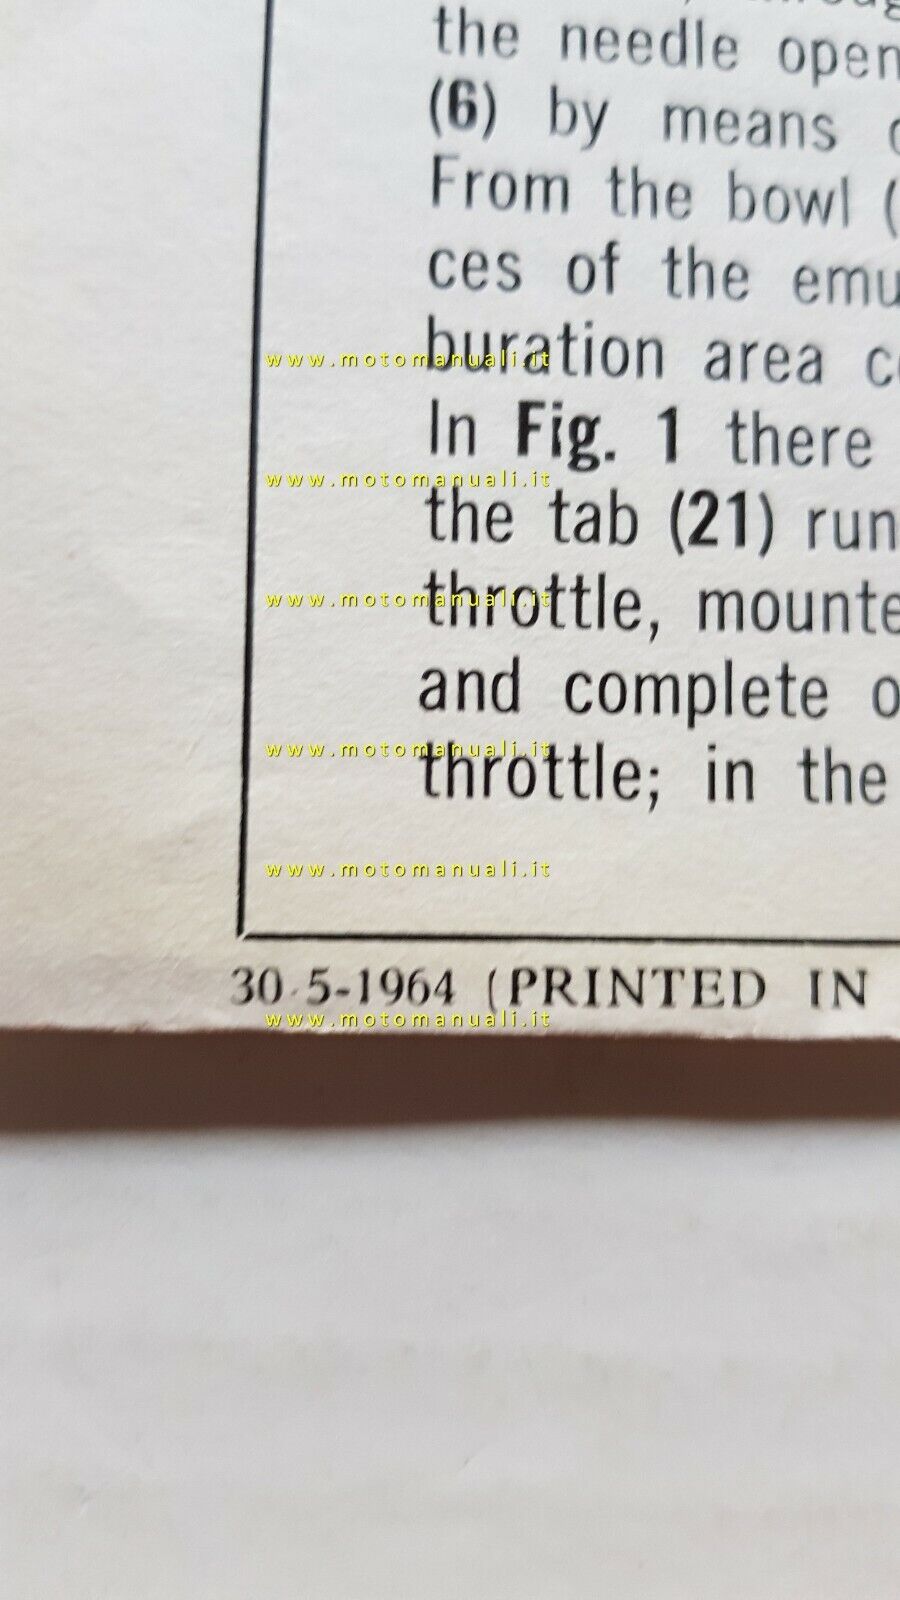 the needle open
(6) by means
From the bowl (
ces of the emu
buration area c
In Fig. 1 there
the tab (21) run
throttle, mounte
and complete o
throttle; in the
30-5-1964 (PRINTED IN
www.motomanuali.it
www.motomanuali.it
www.motomanuali.it
www.motomanuali.it
www.motomanuali.it
www.motomanuali.it